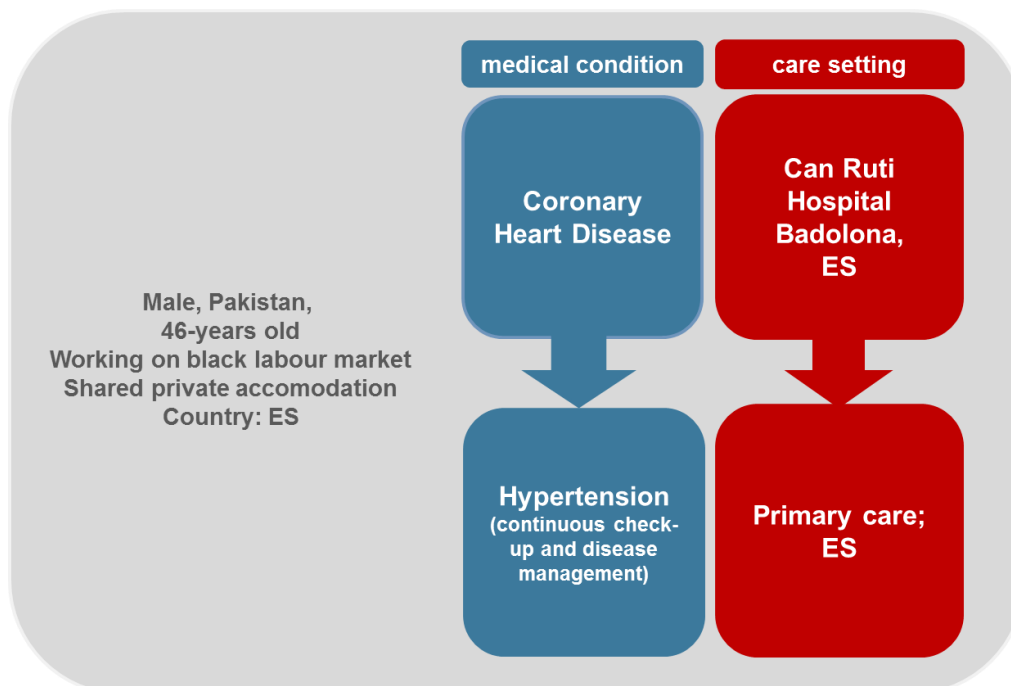 medical condition
care setting
Coronary
Heart Disease
Can Ruti
Hospital
Badolona,
ES
Male, Pakistan,
46-years old
Working on black labour market
Shared private accomodation
Country: ES
Hypertension
(continuous check-
up and disease
management)
Primary care;
ES